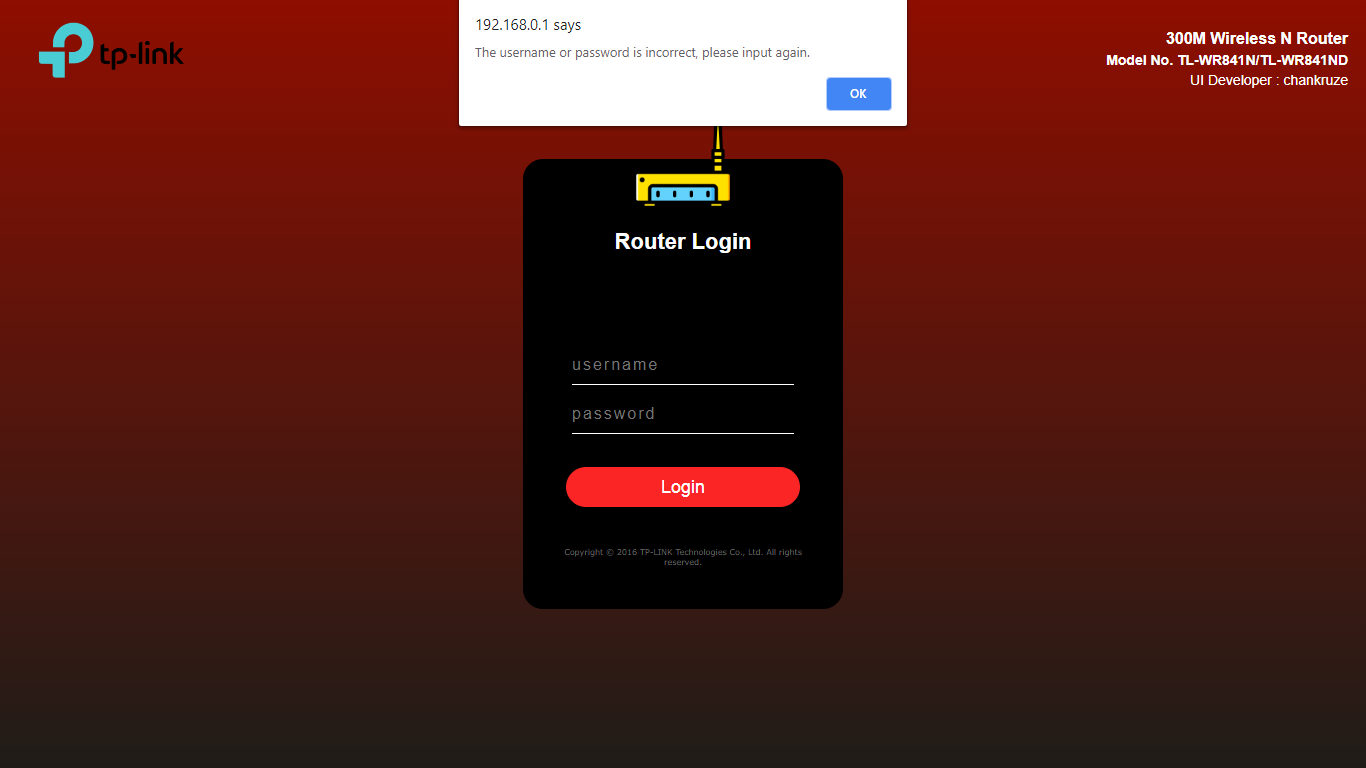 192.168.0.1 says
The username or password is incorrect, please input again.
OK
tp-link
300M Wireless N Router
Model No. TL-WR841N/TL-WR841ND
UI Developer : chankruze
Router Login
username
password
Login
Copyright © 2016 TP-LINK Technologies Co., Ltd. All rights
reserved.